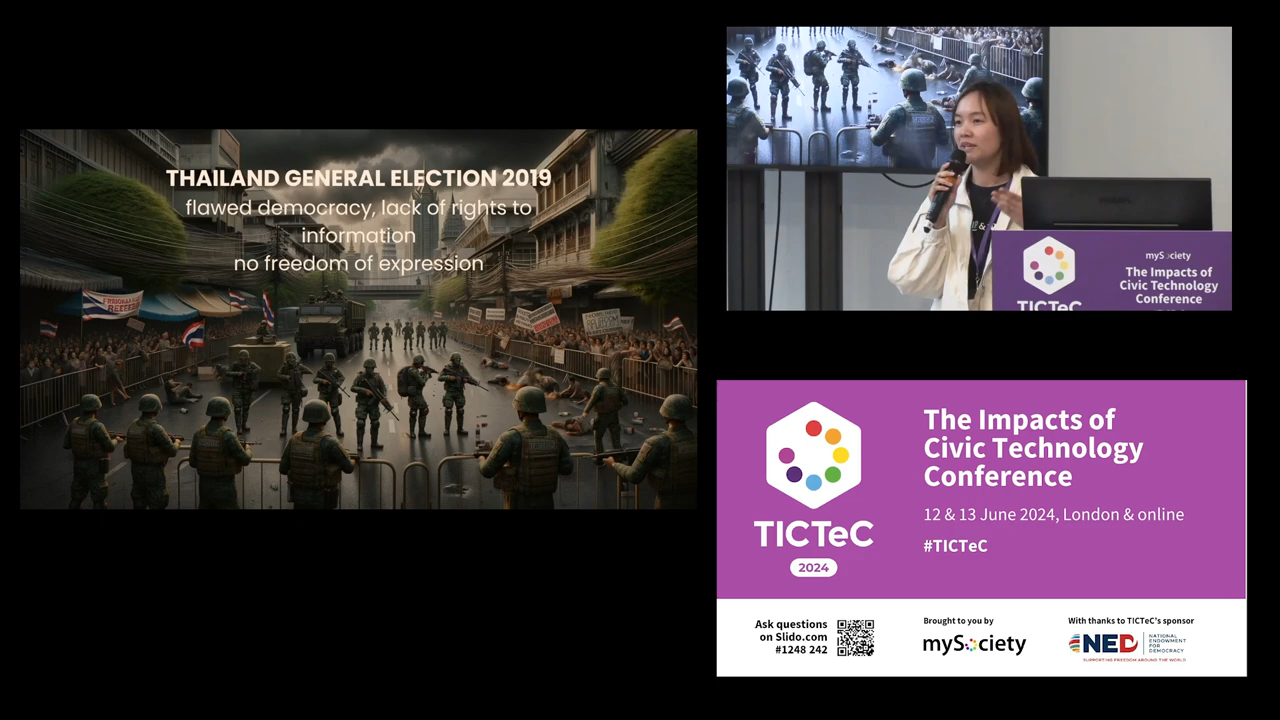 THAILAND GENERAL ELECTION 2019
flawed democracy, lack of rights to
information
no freedom of expression
TICTeC
mySociety
The Impacts of
Civic Technology
Conference
TICTeC
2024
The Impacts of
Civic Technology
Conference
12 & 13 June 2024, London & online
#TICTeC
Ask questions
on Slido.com
#1248 242
Brought to you by
mySociety
With thanks to TICTeC's sponsor
NED
NATIONAL
ENDOWMENT
FOR
DEMOCRACY
SUPPORTING FREEDOM AROUND THE WORLD